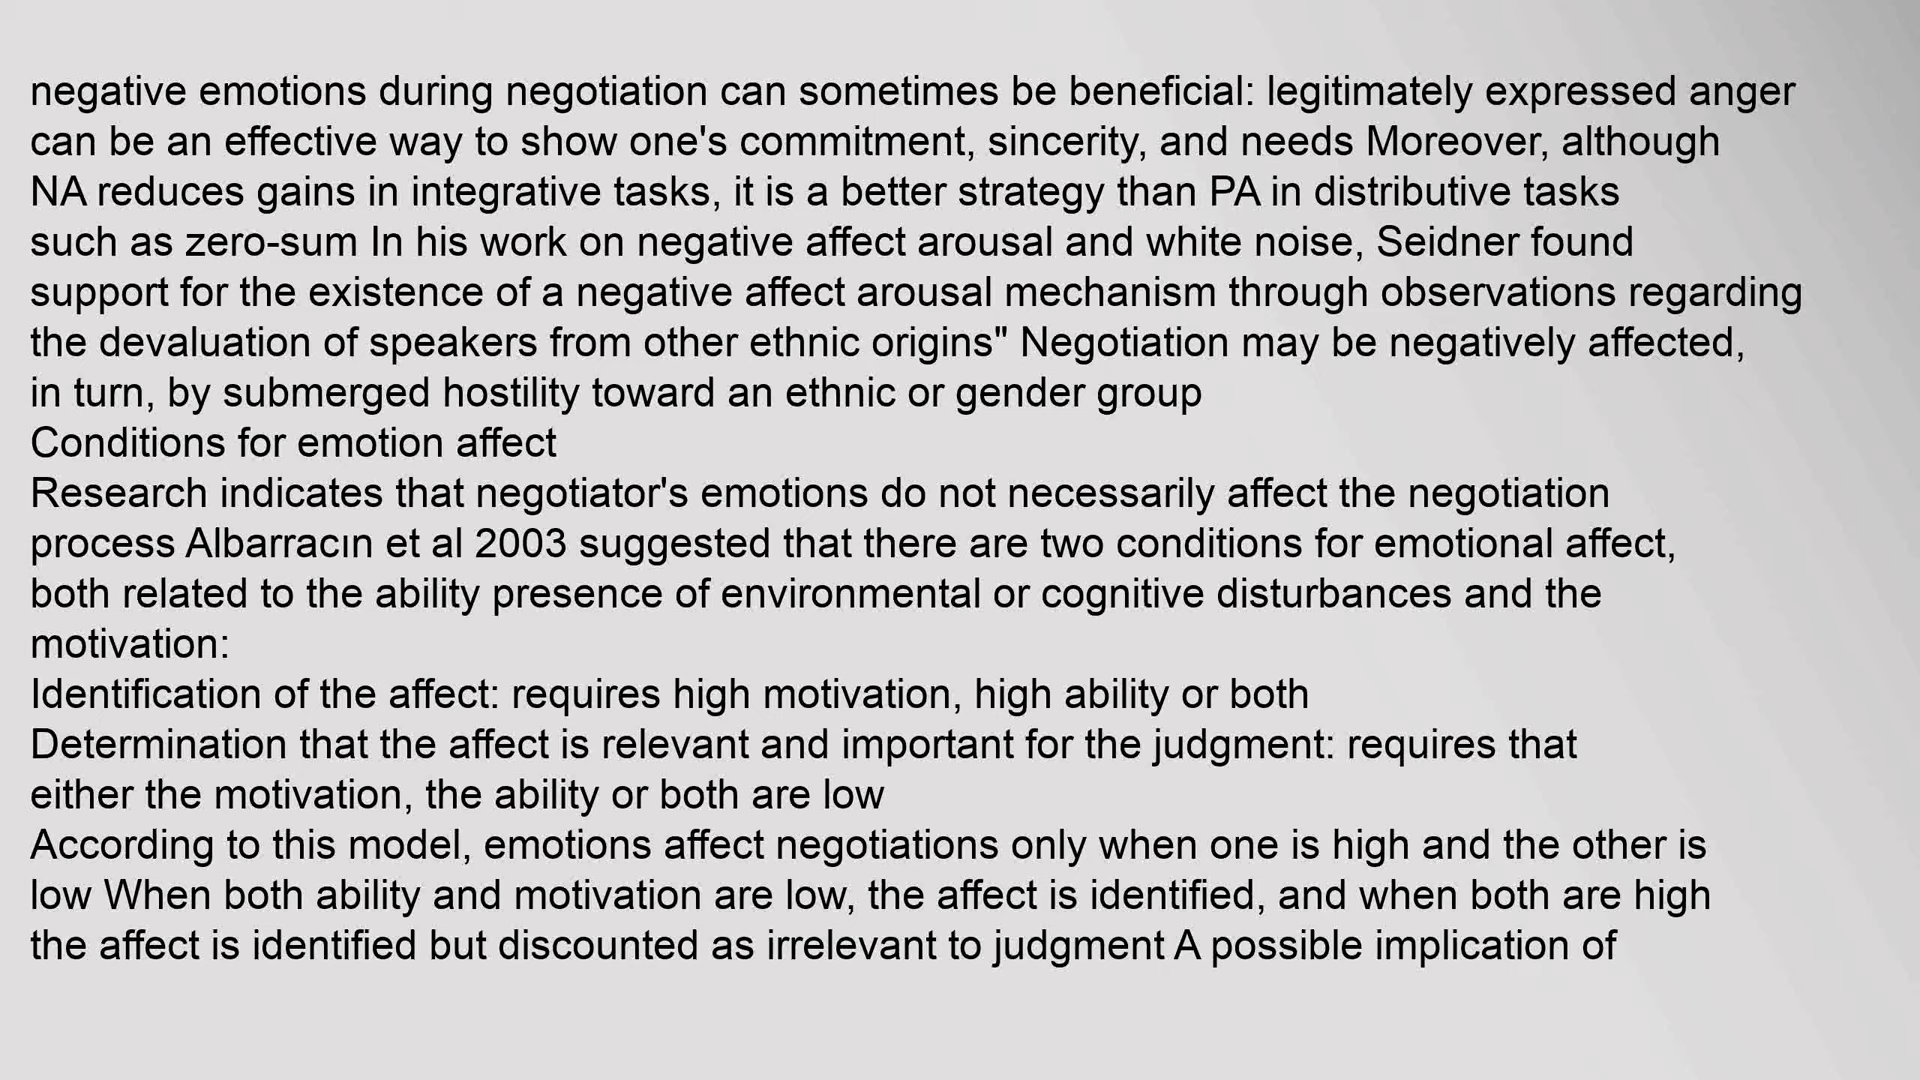 negative emotions during negotiation can sometimes be beneficial: legitimately expressed anger
can be an effective way to show one's commitment, sincerity, and needs Moreover, although
NA reduces gains in integrative tasks, it is a better strategy than PA in distributive tasks
such as zero-sum In his work on negative affect arousal and white noise, Seidner found
support for the existence of a negative affect arousal mechanism through observations regarding
the devaluation of speakers from other ethnic origins" Negotiation may be negatively affected,
in turn, by submerged hostility toward an ethnic or gender group
Conditions for emotion affect
Research indicates that negotiator's emotions do not necessarily affect the negotiation
process Albarracın et al 2003 suggested that there are two conditions for emotional affect,
both related to the ability presence of environmental or cognitive disturbances and the
motivation:
Identification of the affect: requires high motivation, high ability or both
Determination that the affect is relevant and important for the judgment: requires that
either the motivation, the ability or both are low
According to this model, emotions affect negotiations only when one is high and the other is
low When both ability and motivation are low, the affect is identified, and when both are high
the affect is identified but discounted as irrelevant to judgment A possible implication of